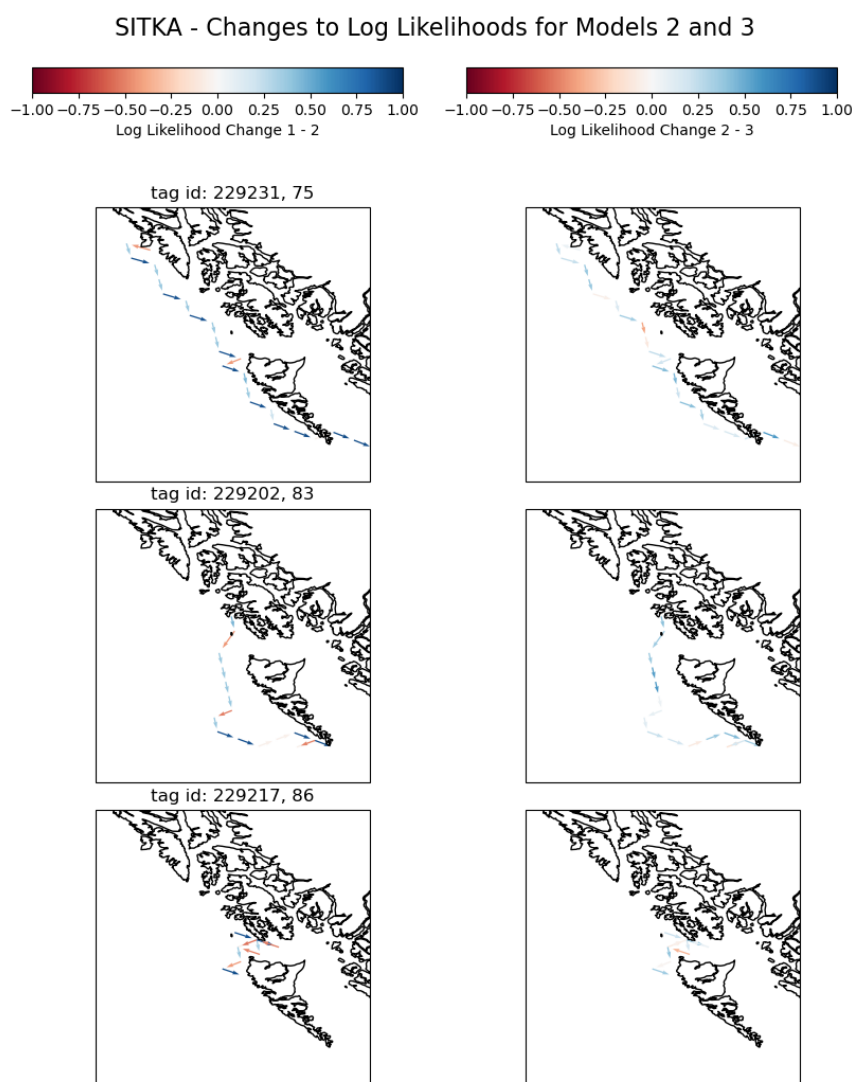 SITKA - Changes to Log Likelihoods for Models 2 and 3
−1.00 −0.75 −0.50 −0.25 0.00 0.25 0.50 0.75 1.00 −1.00 −0.75 −0.50 −0.25 0.00 0.25 0.50 0.75 1.00
Log Likelihood Change 1 - 2 Log Likelihood Change 2 - 3
tag id: 229231, 75
tag id: 229202, 83
tag id: 229217, 86